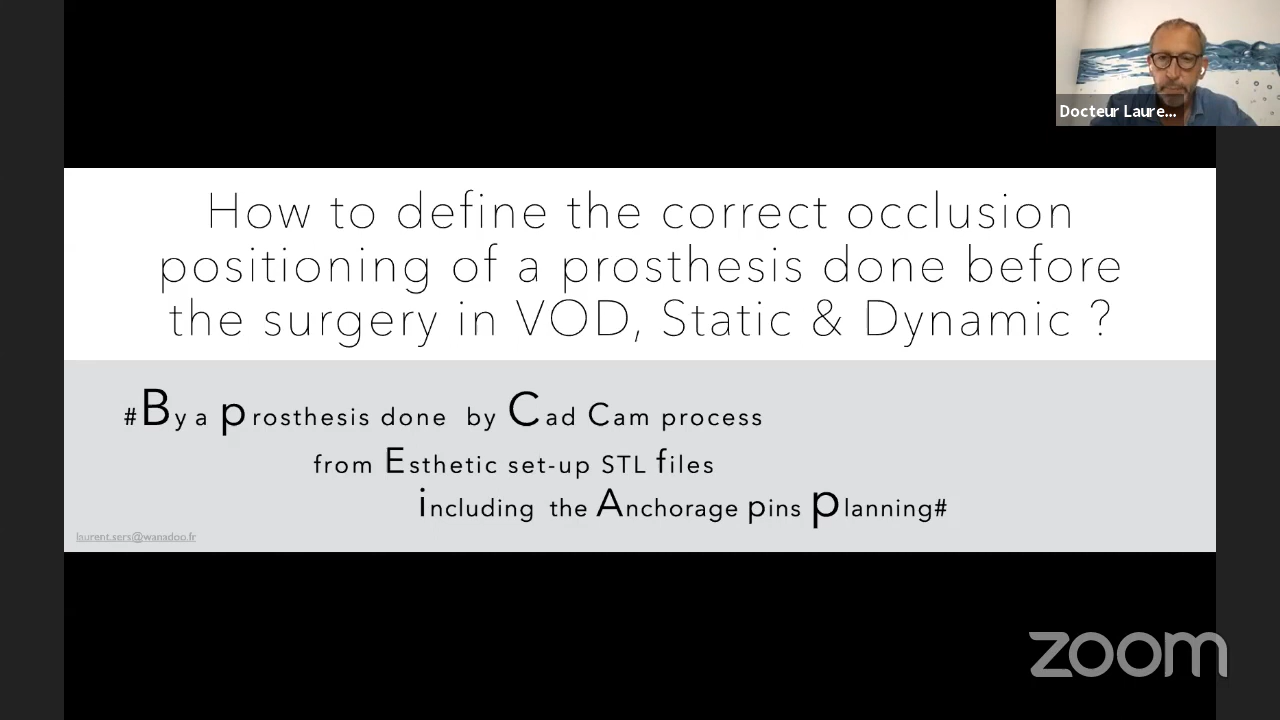 Docteur Laure...
How to define the correct occlusion
positioning of a prosthesis done before
the surgery in VOD, Static & Dynamic ?
#By a prosthesis done by Cad Cam process
from Esthetic set-up STL files
including the Anchorage pins planning#
laurent.sers@wanadoo.fr
zoom